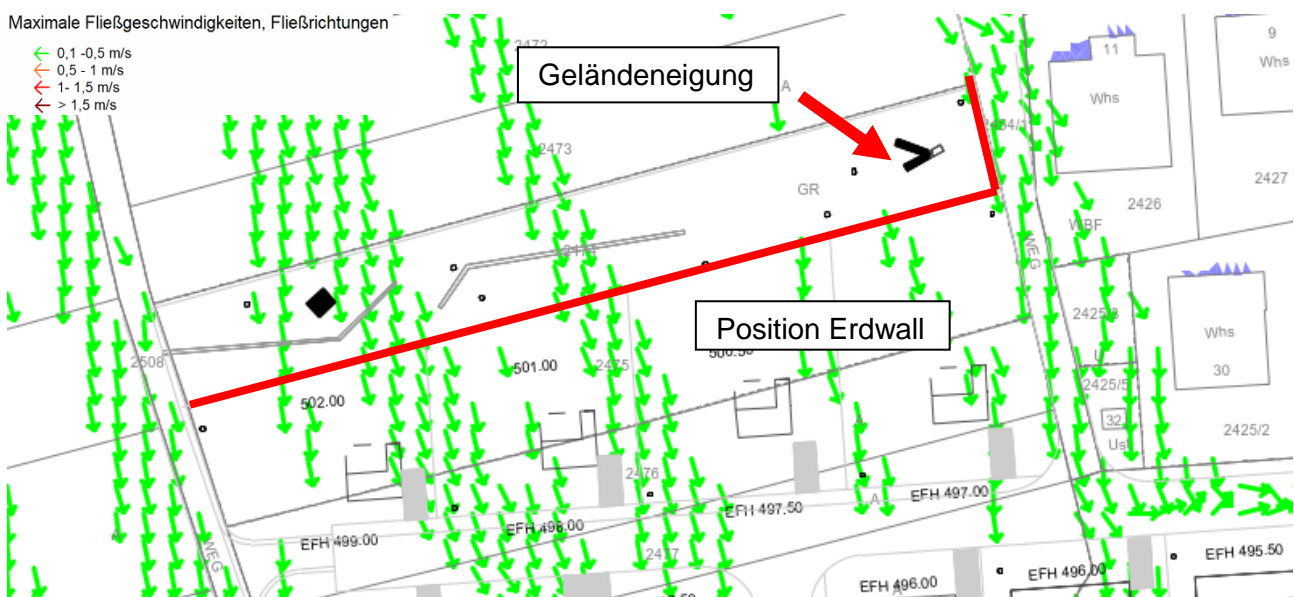 Maximale Fließgeschwindigkeiten, Fließrichtungen
0,1 -0,5 m/s
0,5 - 1 m/s
1- 1,5 m/s
> 1,5 m/s
2472
Geländeneigung
A
11
Whs
9
Whs
2473
GR
2426
2427
WBF
WEG
2508
Position Erdwall
2425/3
Whs
30
501.00
2475
502.00
2425/5
32
2425/2
2476
EFH 499.00
EFH 498.00
EFH 497.50
A
EFH 497.00
WEG
2477
EFH 496.00
EFH 496.00
EFH 495.50